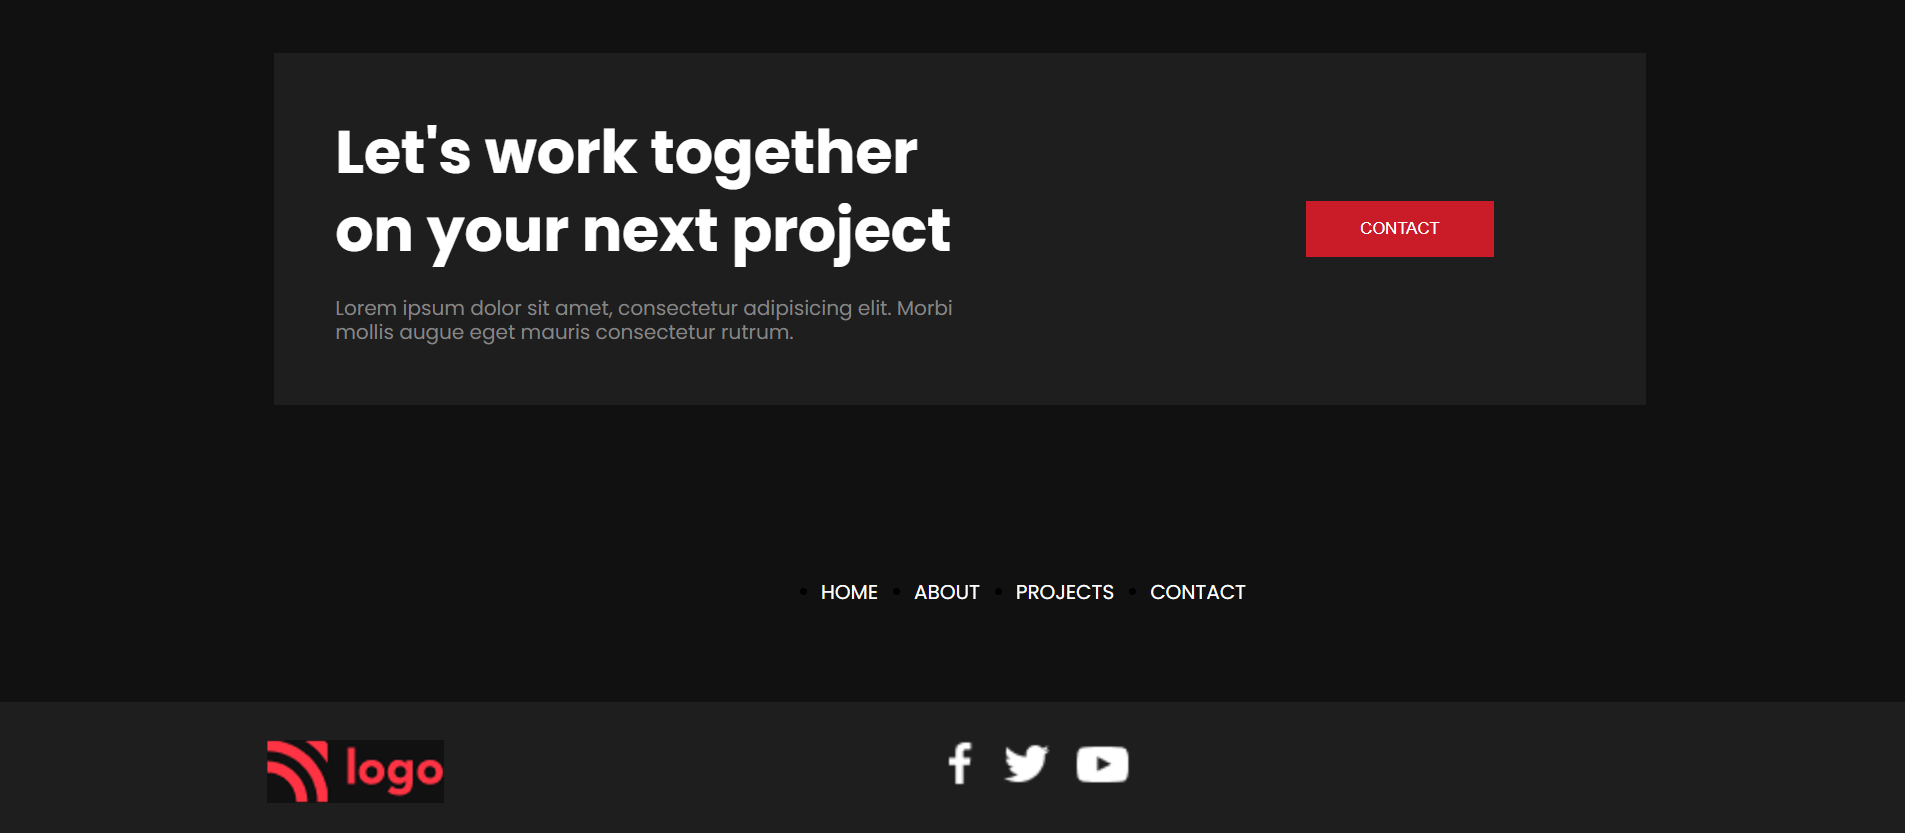 Let's work together
on your next project
Lorem ipsum dolor sit amet, consectetur adipisicing elit. Morbi
mollis augue eget mauris consectetur rutrum.
CONTACT
HOME ABOUT PROJECTS CONTACT
logo